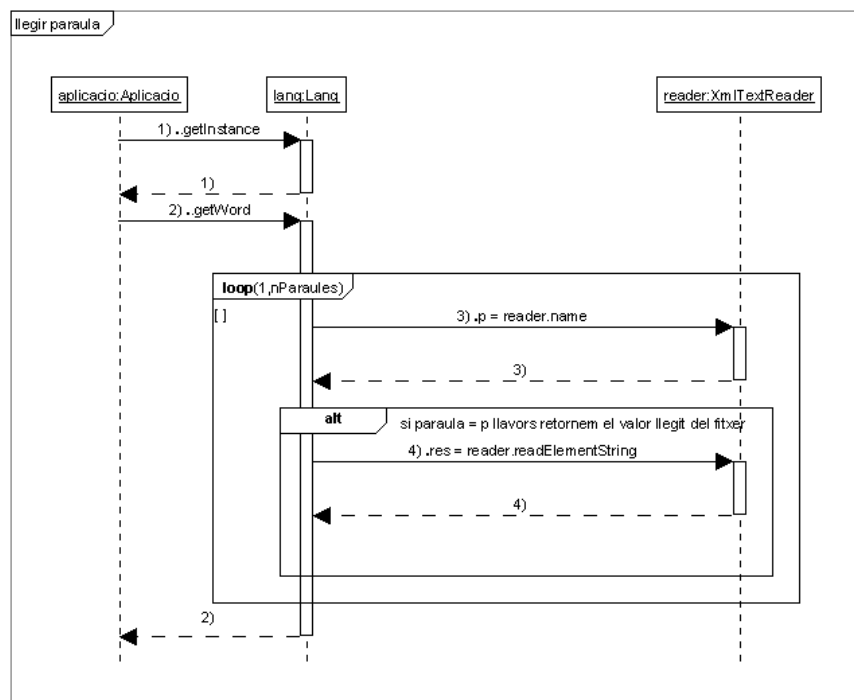 llegir paraula
aplicacio:Aplicacio
lang:Lang
reader:XmlTextReader
1) ..getInstance
1)
2) ..getWord
loop(1,nParaules)
[ ]
3) .p = reader.name
3)
alt
si paraula = p llavors retornem el valor llegit del fitxer
4) .res = reader.readElementString
4)
2)